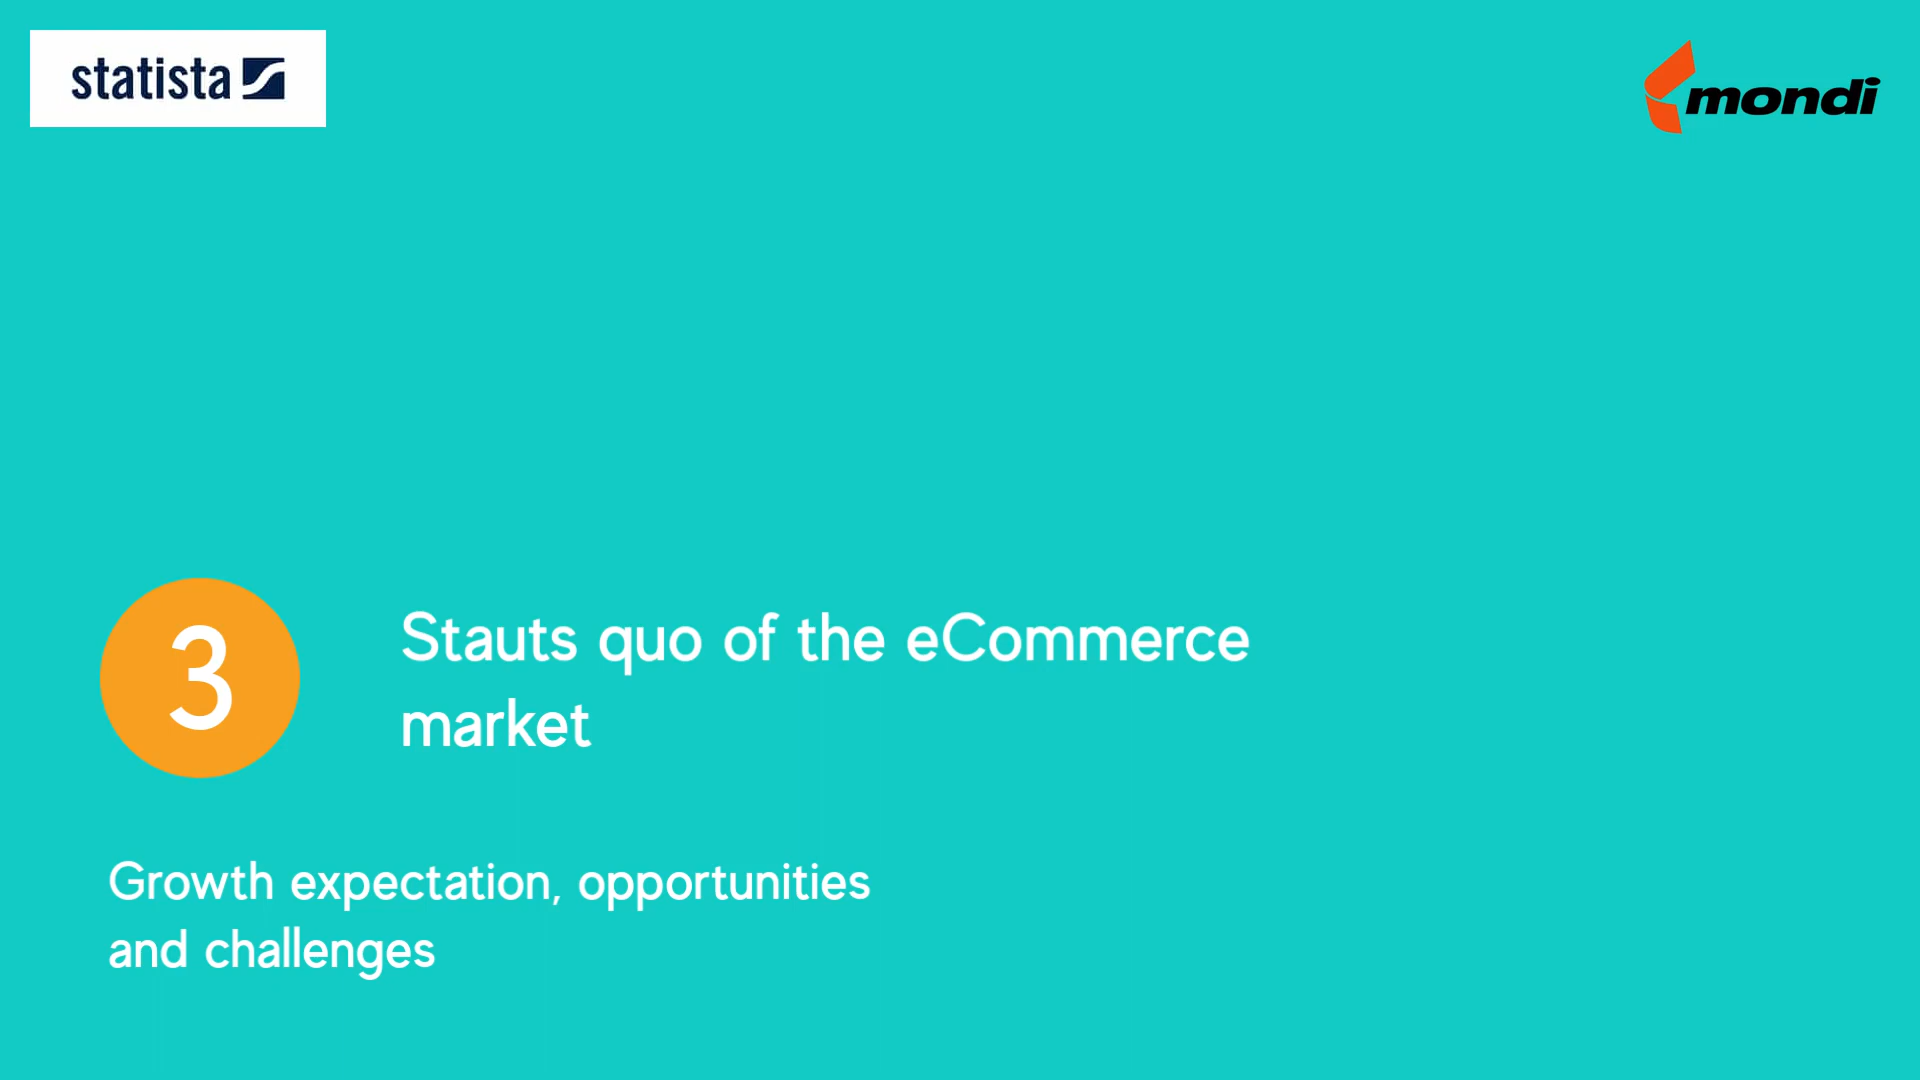 statista
mondi
3
Stauts quo of the eCommerce
market
Growth expectation, opportunities
and challenges